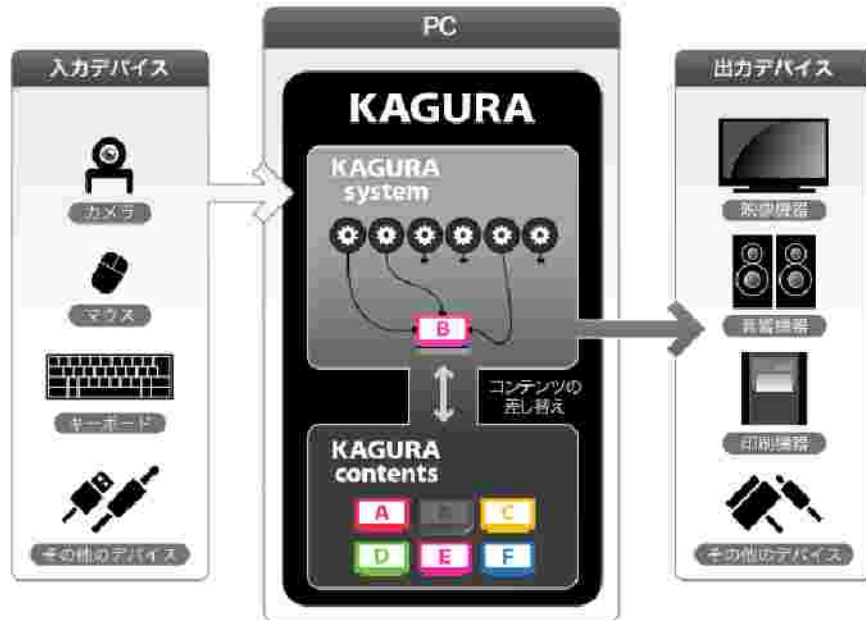 PC
入力デバイス
カメラ
マウス
キーボード
その他のデバイス
KAGURA
KAGURA
system
B
コンテンツの
差し替え
KAGURA
contents
A
B
C
D
E
F
出力デバイス
映像機器
音響機器
印刷機器
その他のデバイス